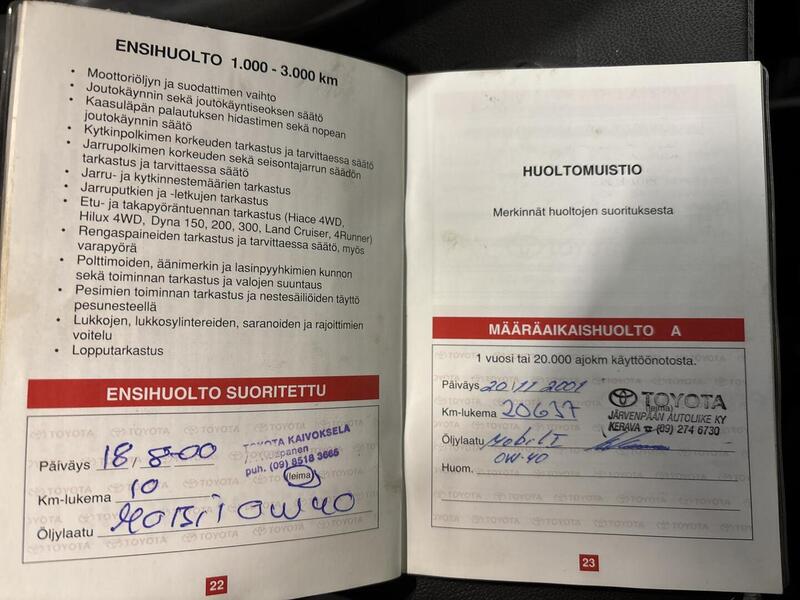 ENSIHUOLTO 1.000 - 3.000 km
• Moottoriöljyn ja suodattimen vaihto
• Joutokäynnin sekä joutokäyntiseoksen säätö
• Kaasuläpän palautuksen hidastimen sekä nopean
joutokäynnin säätö
• Kytkinpolkimen korkeuden tarkastus ja tarvittaessa säätö
• Jarrupolkimen korkeuden sekä seisontajarrun säädön
tarkastus ja tarvittaessa säätö
• Jarru- ja kytkinnestemäärien tarkastus
• Jarruputkien ja -letkujen tarkastus
• Etu- ja takapyöräntuennan tarkastus (Hiace 4WD,
Hilux 4WD, Dyna 150, 200, 300, Land Cruiser, 4Runner)
• Rengaspaineiden tarkastus ja tarvittaessa säätö, myös
varapyörä
• Polttimoiden, äänimerkin ja lasinpyyhkimien kunnon
sekä toiminnan tarkastus ja valojen suuntaus
• Pesimien toiminnan tarkastus ja nestesäiliöiden täyttö
pesunesteellä
• Lukkojen, lukkosylintereiden, saranoiden ja rajoittimien
voitelu
• Lopputarkastus
ENSIHUOLTO SUORITETTU
TOYOTA KAIVOKSELA
puh. (09) 8518 3665
(leima)
Päiväys 18/8-00
Km-lukema 10
Öljylaatu MOBIL 0W40
22
HUOLTOMUISTIO
Merkinnät huoltojen suorituksesta
MÄÄRÄAIKAISHUOLTO A
1 vuosi tai 20.000 ajokm käyttöönotosta.
Päiväys 20/11 2001
Km-lukema 20637
Öljylaatu Mobil 1
0W-40
Huom.
TOYOTA
(leima)
JÄRVENPÄÄN AUTOLIIKE KY
KERAVA ☎ (09) 274 6730
23